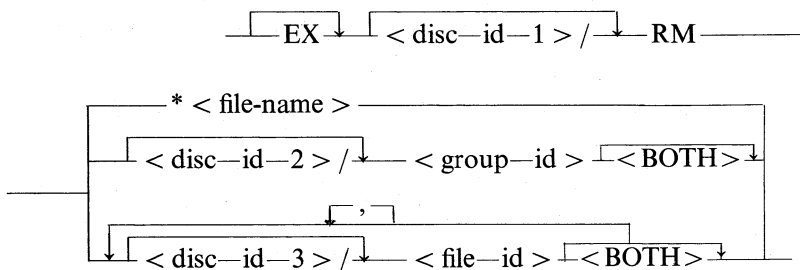 EX < disc—id—1 > / RM
* < file-name >
< disc—id—2 > / < group—id > < BOTH >
,
< disc—id—3 > / < file—id > < BOTH >